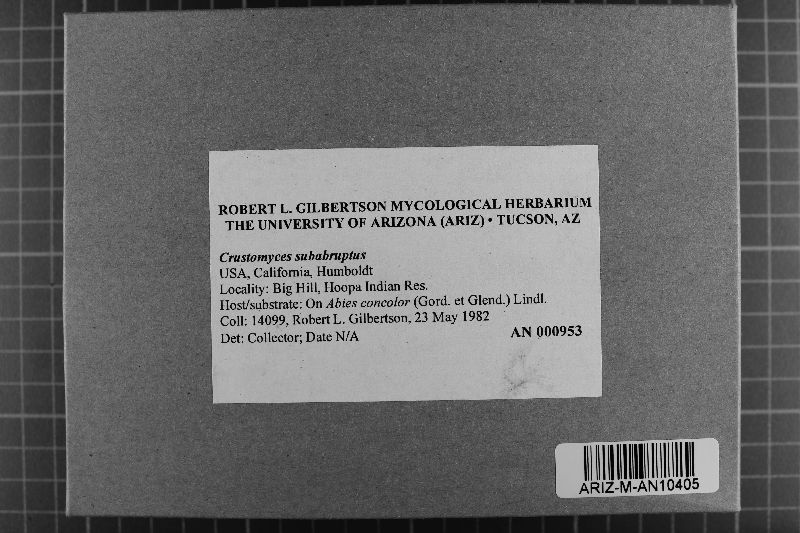 ROBERT L. GILBERTSON MYCOLOGICAL HERBARIUM
THE UNIVERSITY OF ARIZONA (ARIZ) • TUCSON, AZ
Crustomyces subabruptus
USA, California, Humboldt
Locality: Big Hill, Hoopa Indian Res.
Host/substrate: On Abies concolor (Gord. et Glend.) Lindl.
Coll: 14099, Robert L. Gilbertson, 23 May 1982
Det: Collector; Date N/A
AN 000953
ARIZ-M-AN10405